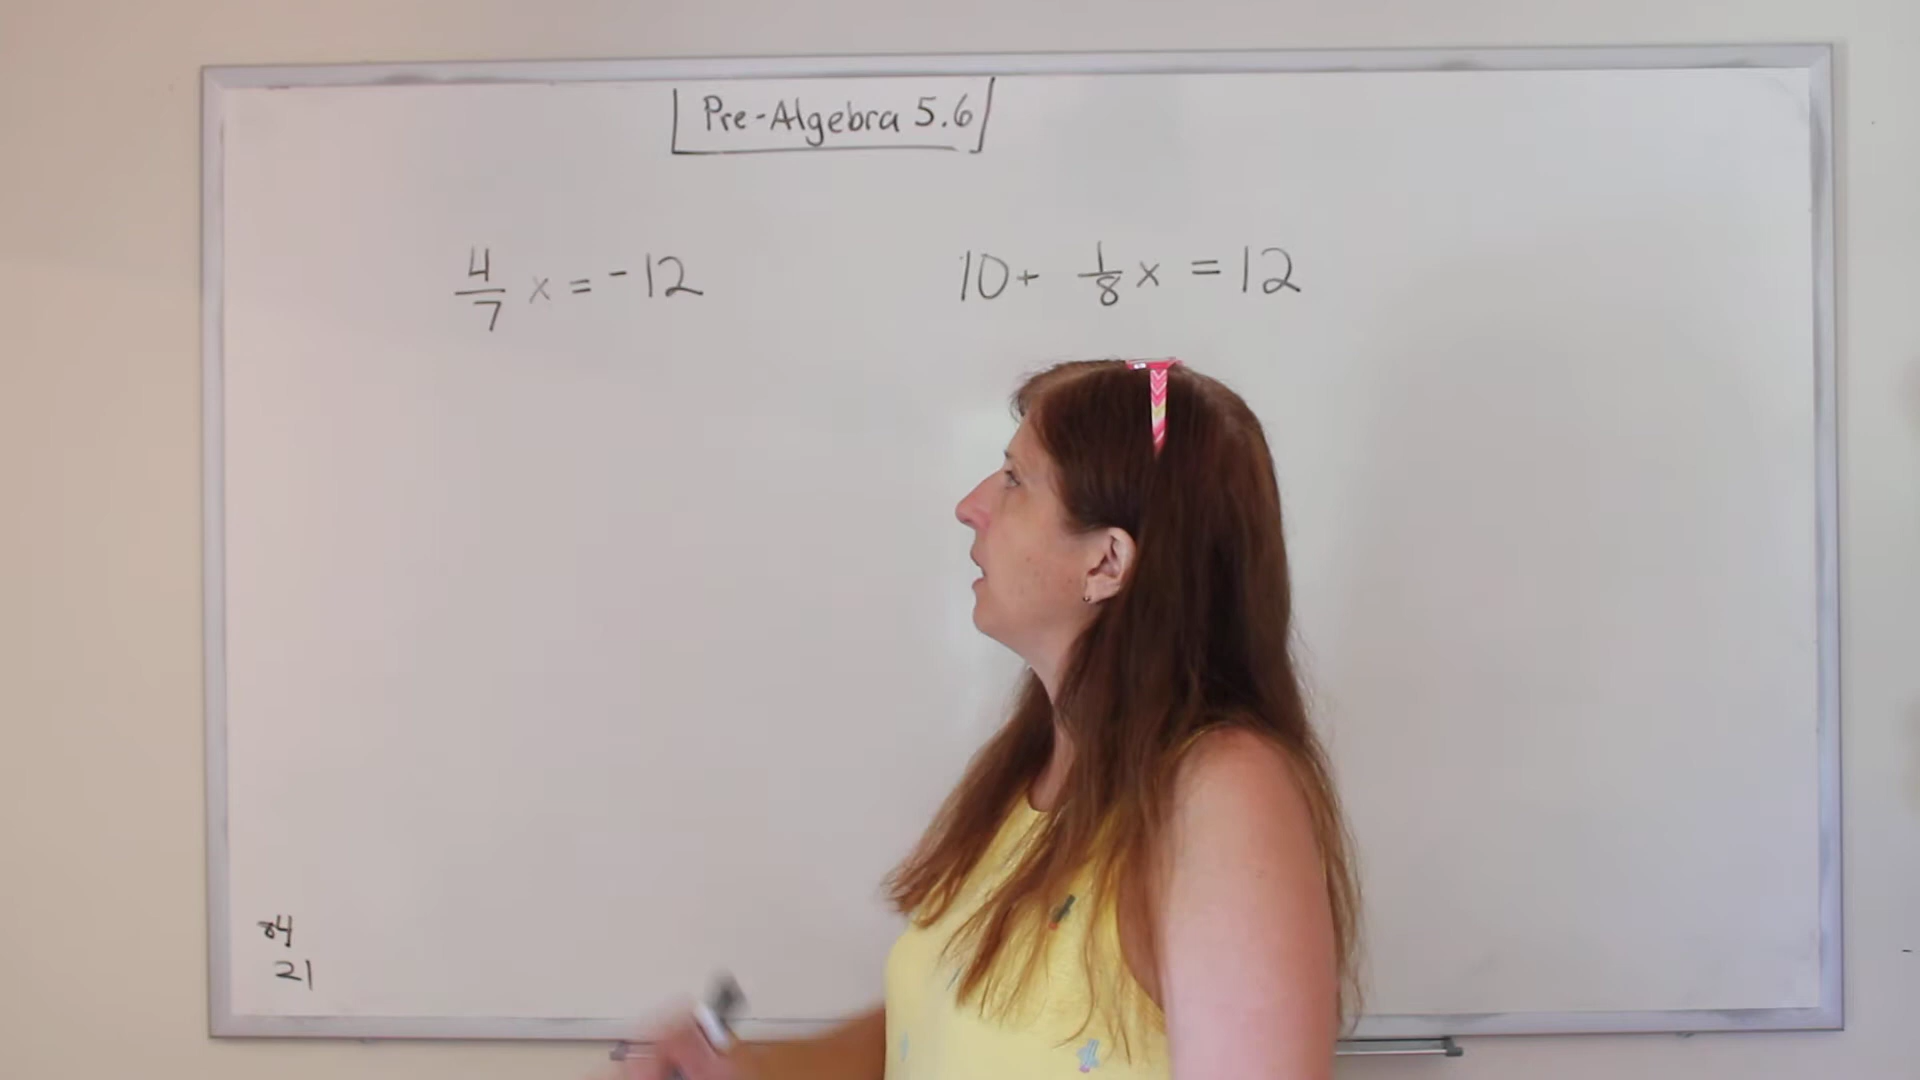 Pre-Algebra 5.6
4/7 x = -12
10 + 1/8 x = 12
84
21